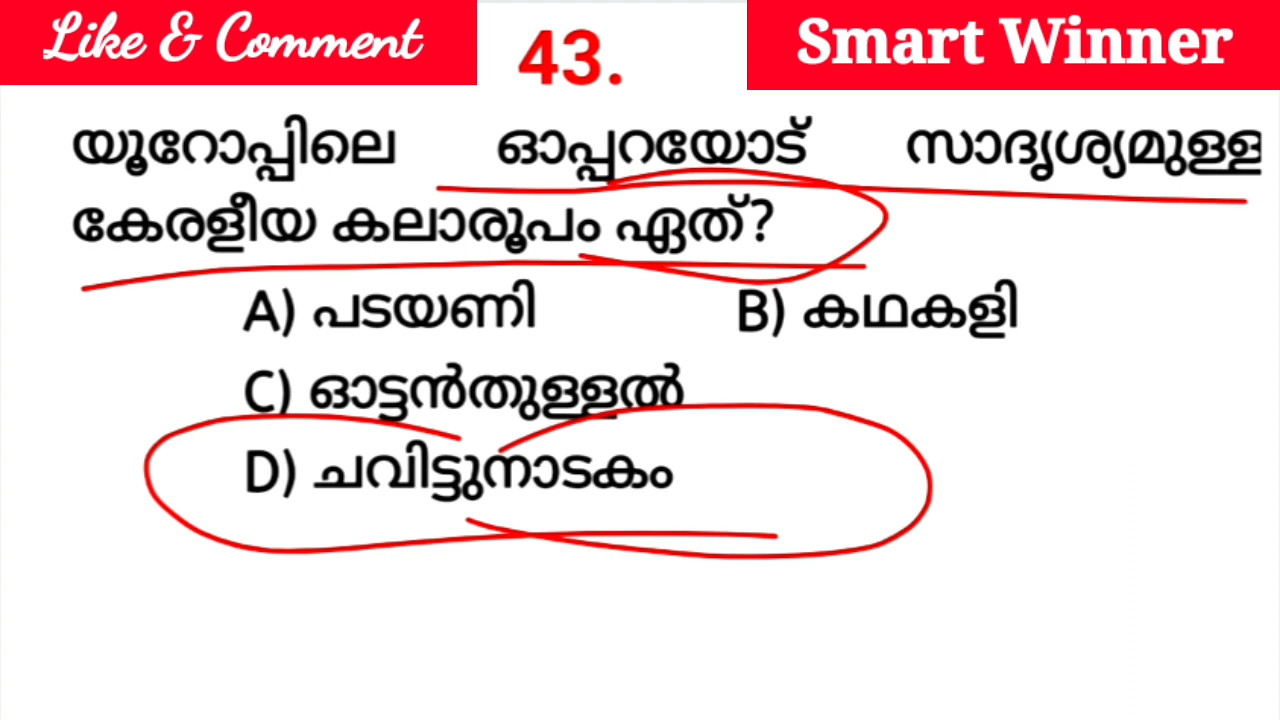 Like & Comment
43.
Smart Winner
യൂറോപ്പിലെ ഓപ്പറയോട് സാദൃശ്യമുള്ള
കേരളീയ കലാരൂപം ഏത്?
A) പടയണി B) കഥകളി
C) ഓട്ടൻതുള്ളൽ
D) ചവിട്ടുനാടകം